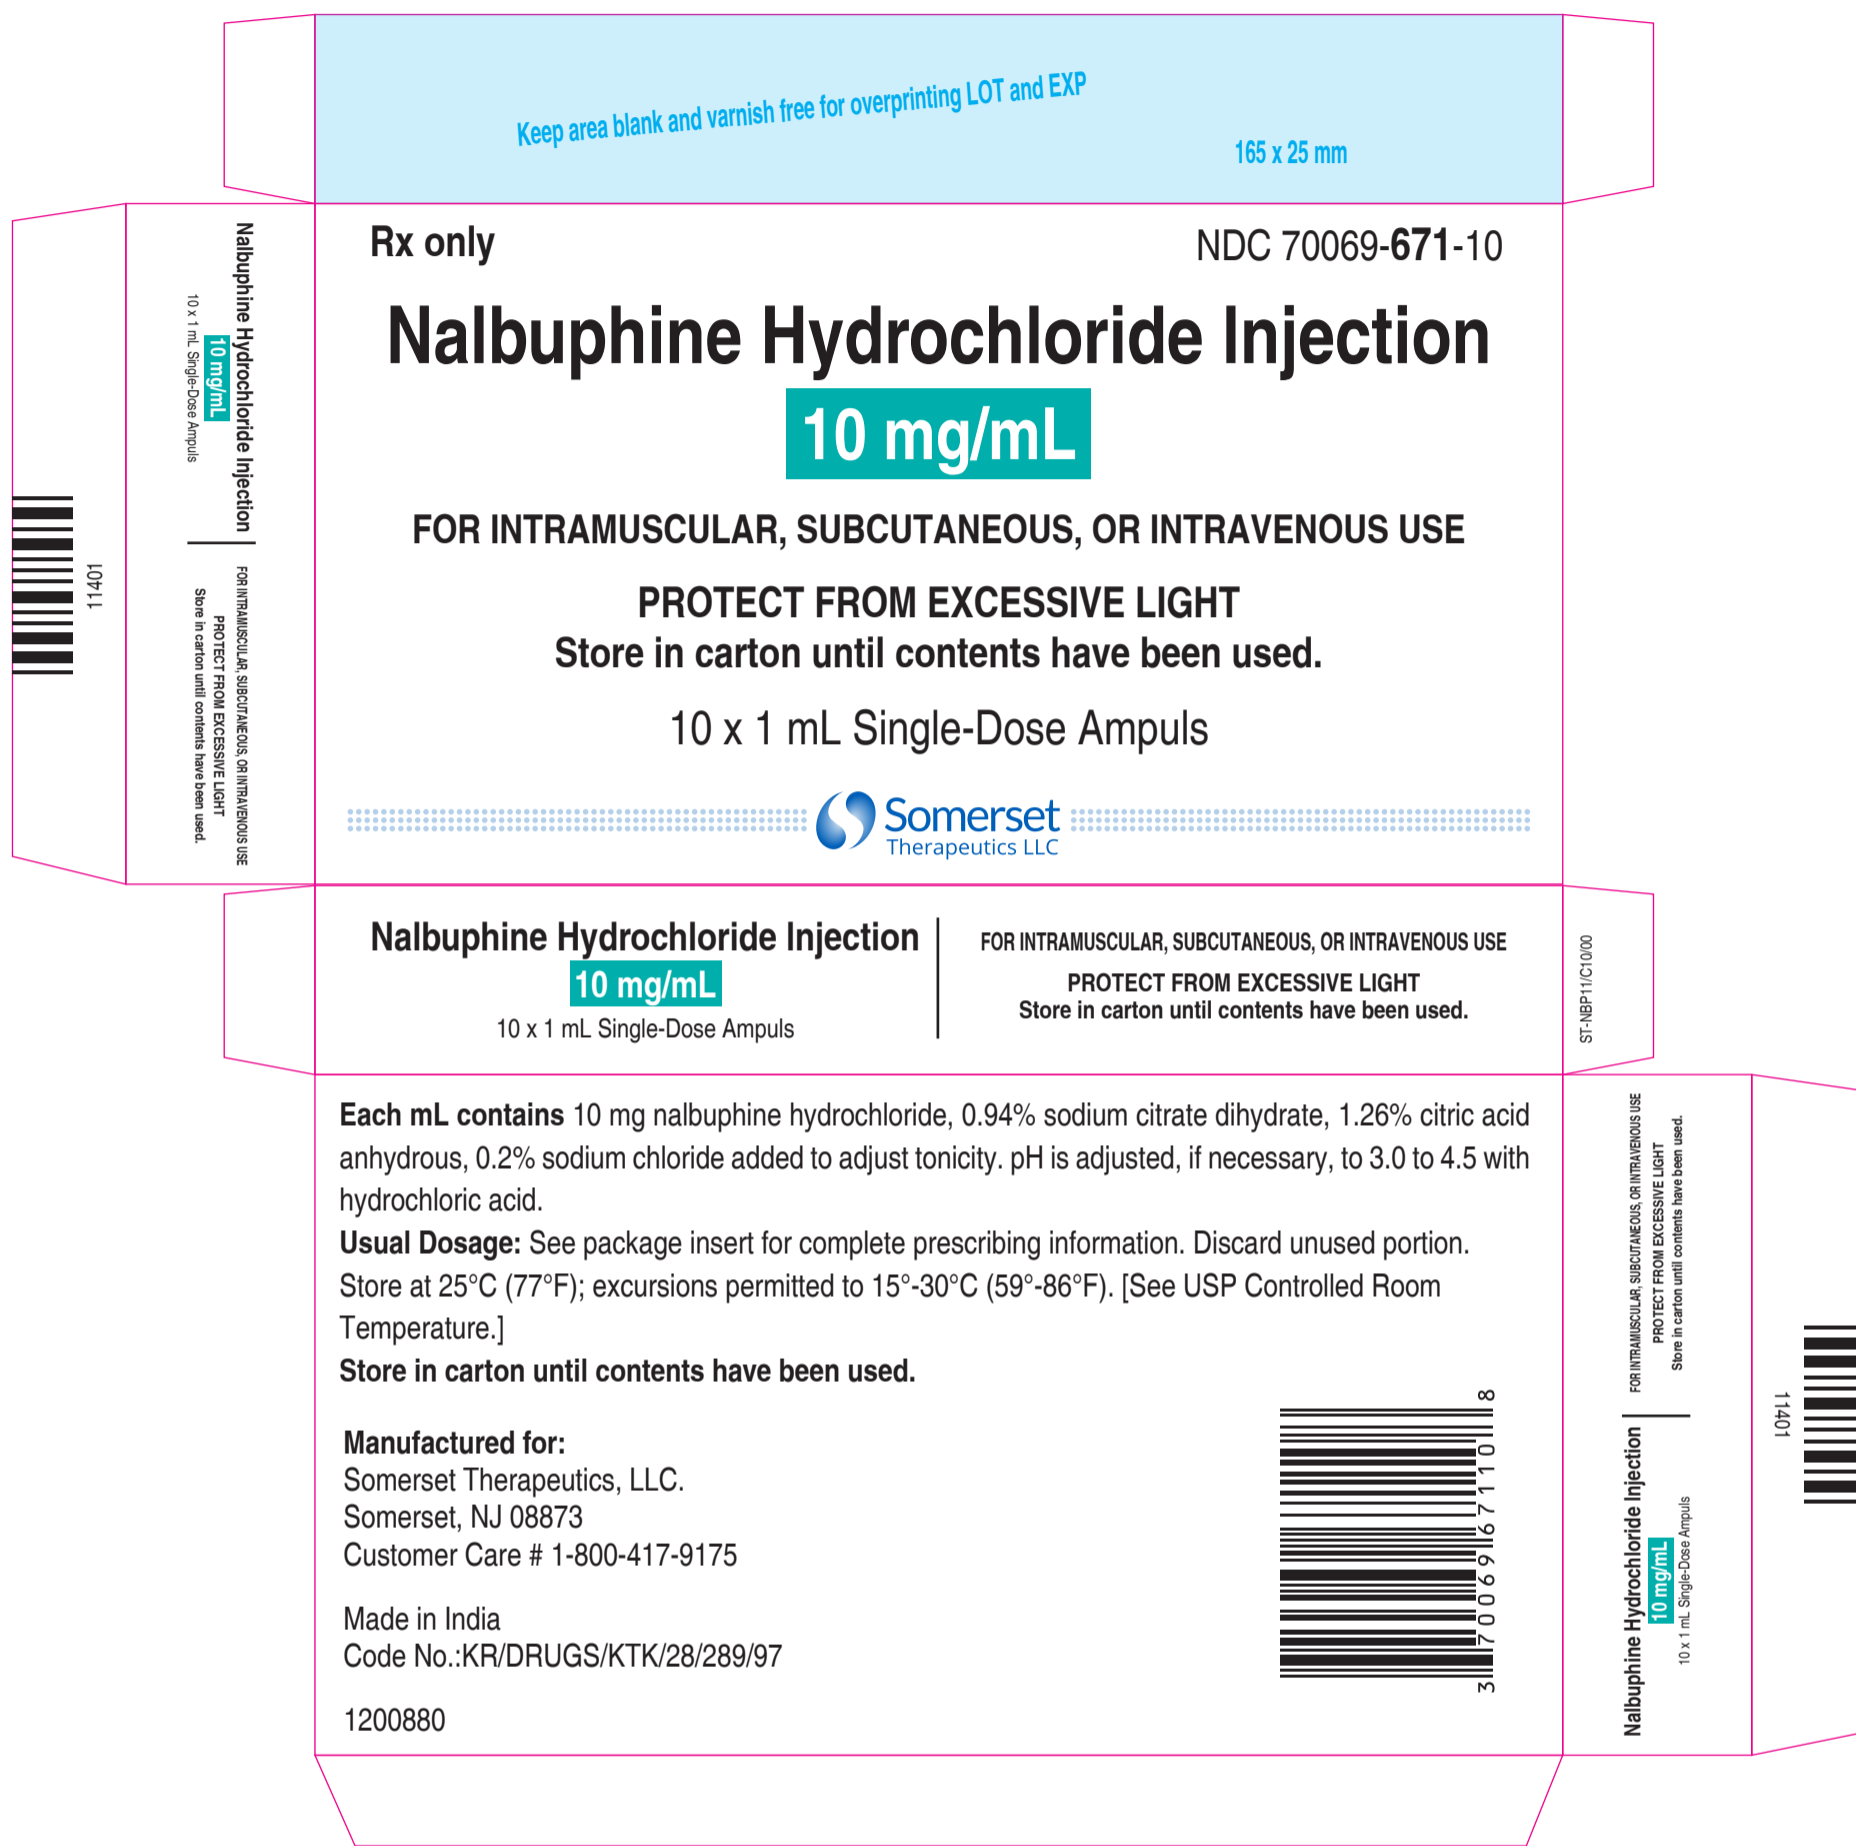 Keep area blank and varnish free for overprinting LOT and EXP
165 x 25 mm
Rx only
NDC 70069-671-10
Nalbuphine Hydrochloride Injection
10 mg/mL
FOR INTRAMUSCULAR, SUBCUTANEOUS, OR INTRAVENOUS USE
PROTECT FROM EXCESSIVE LIGHT
Store in carton until contents have been used.
10 x 1 mL Single-Dose Ampuls
Somerset
Therapeutics LLC
Nalbuphine Hydrochloride Injection
10 mg/mL
10 x 1 mL Single-Dose Ampuls
FOR INTRAMUSCULAR, SUBCUTANEOUS, OR INTRAVENOUS USE
PROTECT FROM EXCESSIVE LIGHT
Store in carton until contents have been used.
11401
Nalbuphine Hydrochloride Injection
10 mg/mL
10 x 1 mL Single-Dose Ampuls
FOR INTRAMUSCULAR, SUBCUTANEOUS, OR INTRAVENOUS USE
PROTECT FROM EXCESSIVE LIGHT
Store in carton until contents have been used.
ST-NBP11/C10/00
Each mL contains 10 mg nalbuphine hydrochloride, 0.94% sodium citrate dihydrate, 1.26% citric acid
anhydrous, 0.2% sodium chloride added to adjust tonicity. pH is adjusted, if necessary, to 3.0 to 4.5 with
hydrochloric acid.
Usual Dosage: See package insert for complete prescribing information. Discard unused portion.
Store at 25°C (77°F); excursions permitted to 15°-30°C (59°-86°F). [See USP Controlled Room
Temperature.]
Store in carton until contents have been used.
Manufactured for:
Somerset Therapeutics, LLC.
Somerset, NJ 08873
Customer Care # 1-800-417-9175
Made in India
Code No.:KR/DRUGS/KTK/28/289/97
1200880
3 70069 67110 8
Nalbuphine Hydrochloride Injection
10 mg/mL
10 x 1 mL Single-Dose Ampuls
FOR INTRAMUSCULAR, SUBCUTANEOUS, OR INTRAVENOUS USE
PROTECT FROM EXCESSIVE LIGHT
Store in carton until contents have been used.
11401